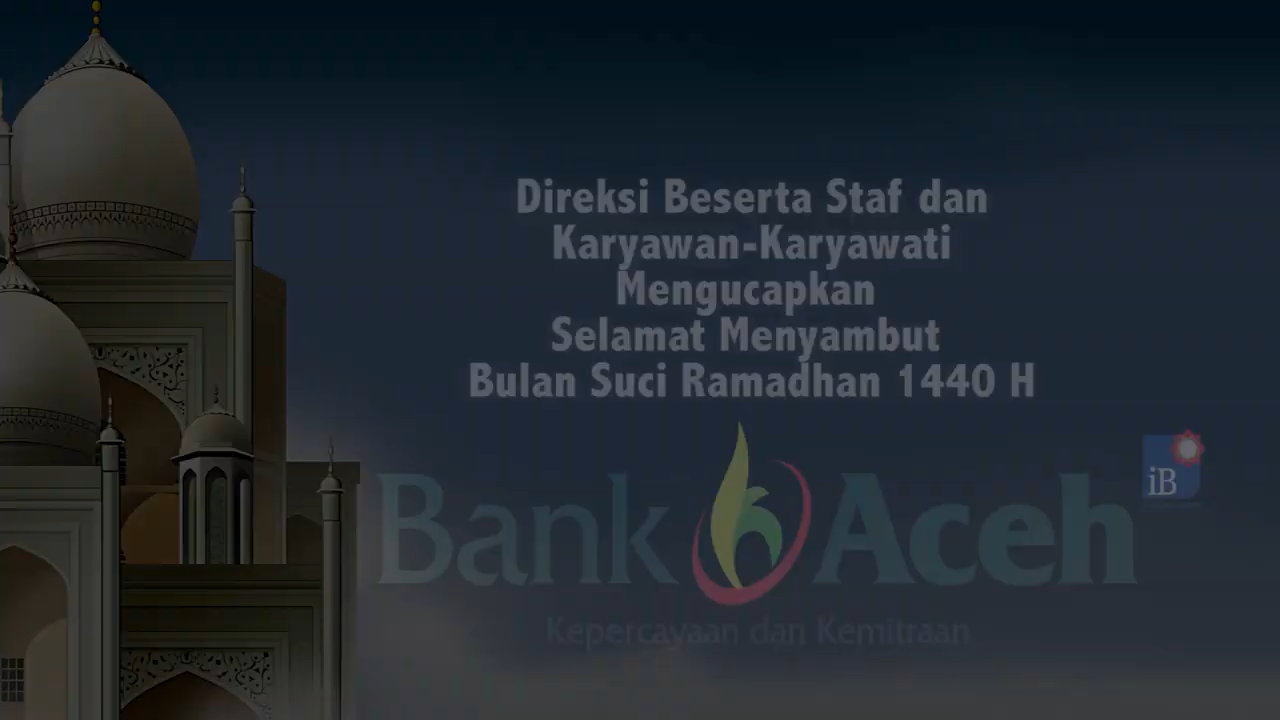 Direksi Beserta Staf dan
Karyawan-Karyawati
Mengucapkan
Selamat Menyambut
Bulan Suci Ramadhan 1440 H
Bank Aceh
iB
Kepercayaan dan Kemitraan